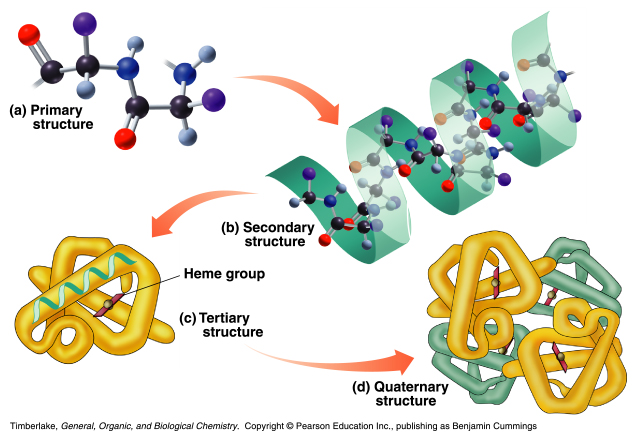 (a) Primary
structure
(b) Secondary
structure
Heme group
(c) Tertiary
structure
(d) Quaternary
structure
Timberlake, General, Organic, and Biological Chemistry. Copyright © Pearson Education Inc., publishing as Benjamin Cummings